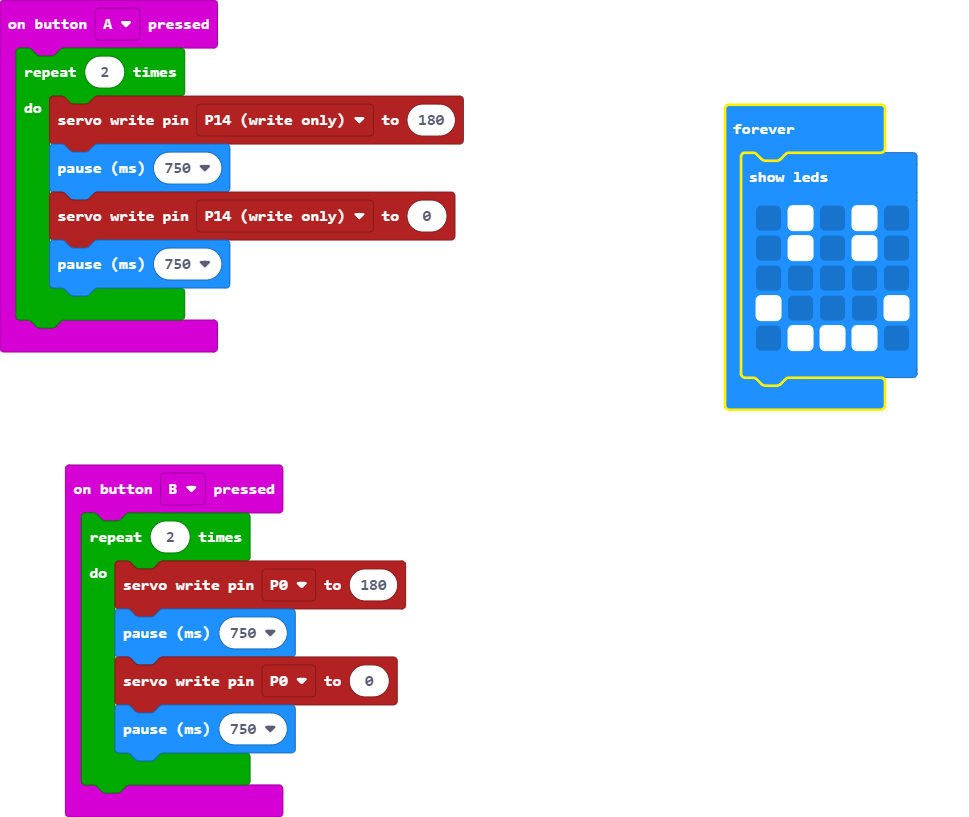 on button A pressed
repeat 2 times
do
servo write pin P14 (write only) to 180
pause (ms) 750
servo write pin P14 (write only) to 0
pause (ms) 750
forever
show leds
on button B pressed
repeat 2 times
do
servo write pin P0 to 180
pause (ms) 750
servo write pin P0 to 0
pause (ms) 750